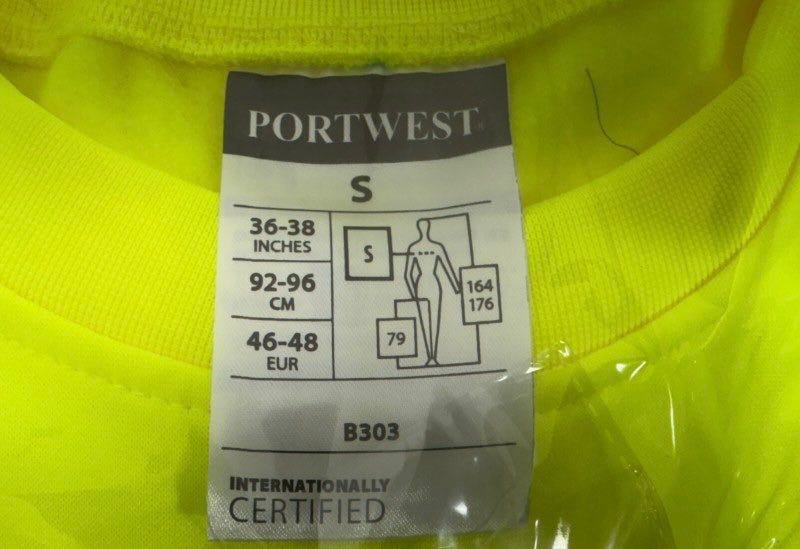 PORTWEST
S
36-38
INCHES
92-96
CM
46-48
EUR
S
164
176
79
B303
INTERNATIONALLY
CERTIFIED